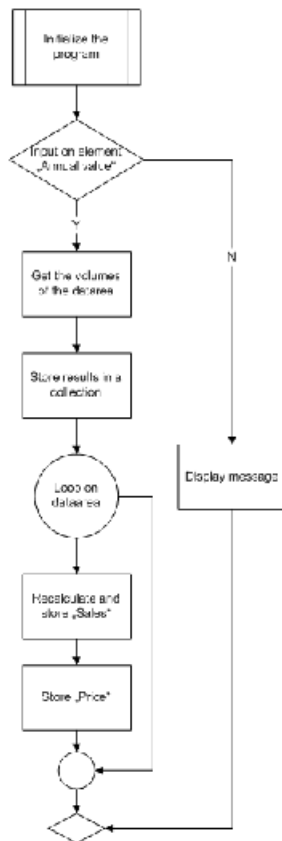 Initialize the
program
Input on element
„Annual value“
Y
N
Get the volumes
of the dataarea
Store results in a
collection
Loop on
dataarea
Display message
Recalculate and
store „Sales“
Store „Price“